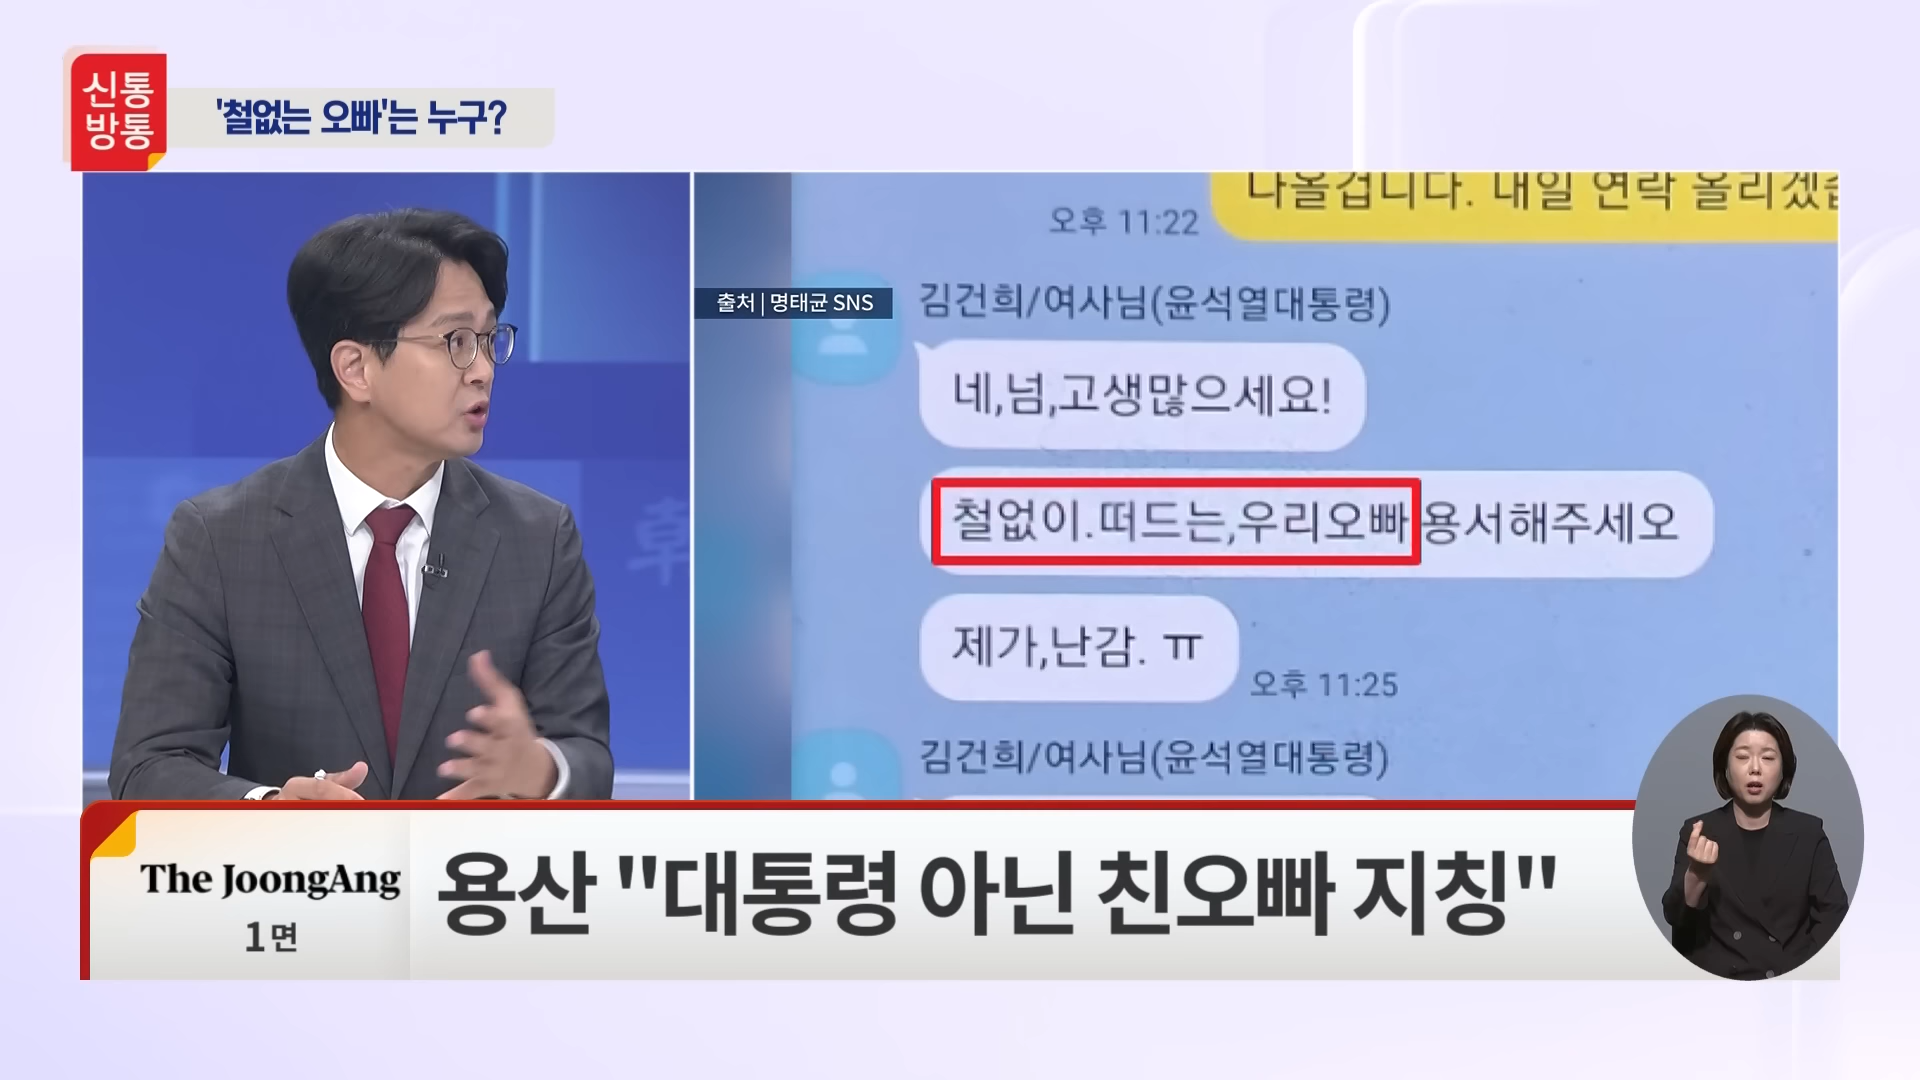 신통
방통
'철없는 오빠'는 누구?
나올겁니다. 내일 연락 올리겠습
오후 11:22
출처 | 명태균 SNS
김건희/여사님(윤석열대통령)
네,넘,고생많으세요!
철없이.떠드는,우리오빠 용서해주세오
제가,난감. ㅠ
오후 11:25
김건희/여사님(윤석열대통령)
The JoongAng
1면
용산 "대통령 아닌 친오빠 지칭"